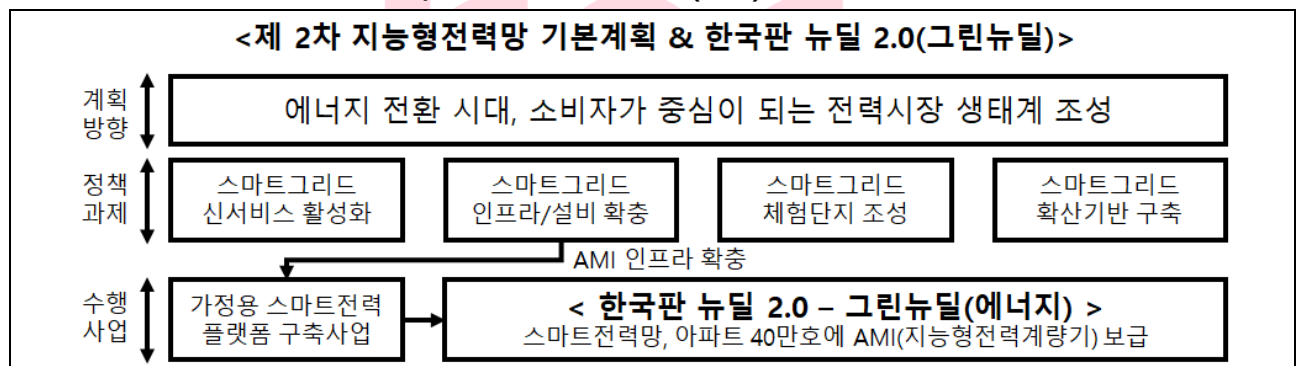 <제 2차 지능형전력망 기본계획 & 한국판 뉴딜 2.0(그린뉴딜)>
계획
방향
에너지 전환 시대, 소비자가 중심이 되는 전력시장 생태계 조성
정책
과제
스마트그리드
신서비스 활성화
스마트그리드
인프라/설비 확충
스마트그리드
체험단지 조성
스마트그리드
확산기반 구축
AMI 인프라 확충
수행
사업
가정용 스마트전력
플랫폼 구축사업
< 한국판 뉴딜 2.0 – 그린뉴딜(에너지) >
스마트전력망, 아파트 40만호에 AMI(지능형전력계량기) 보급